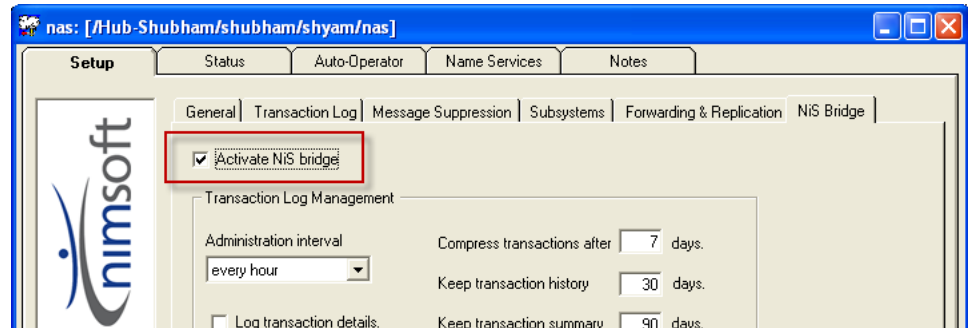 nas: [/Hub-Shubham/shubham/shyam/nas]
Setup Status Auto-Operator Name Services Notes
General Transaction Log Message Suppression Subsystems Forwarding & Replication NiS Bridge
nimsoft
Activate NiS bridge
Transaction Log Management
Administration interval
every hour
Compress transactions after 7 days.
Keep transaction history 30 days.
Log transaction details.
Keep transaction summary 90 days.